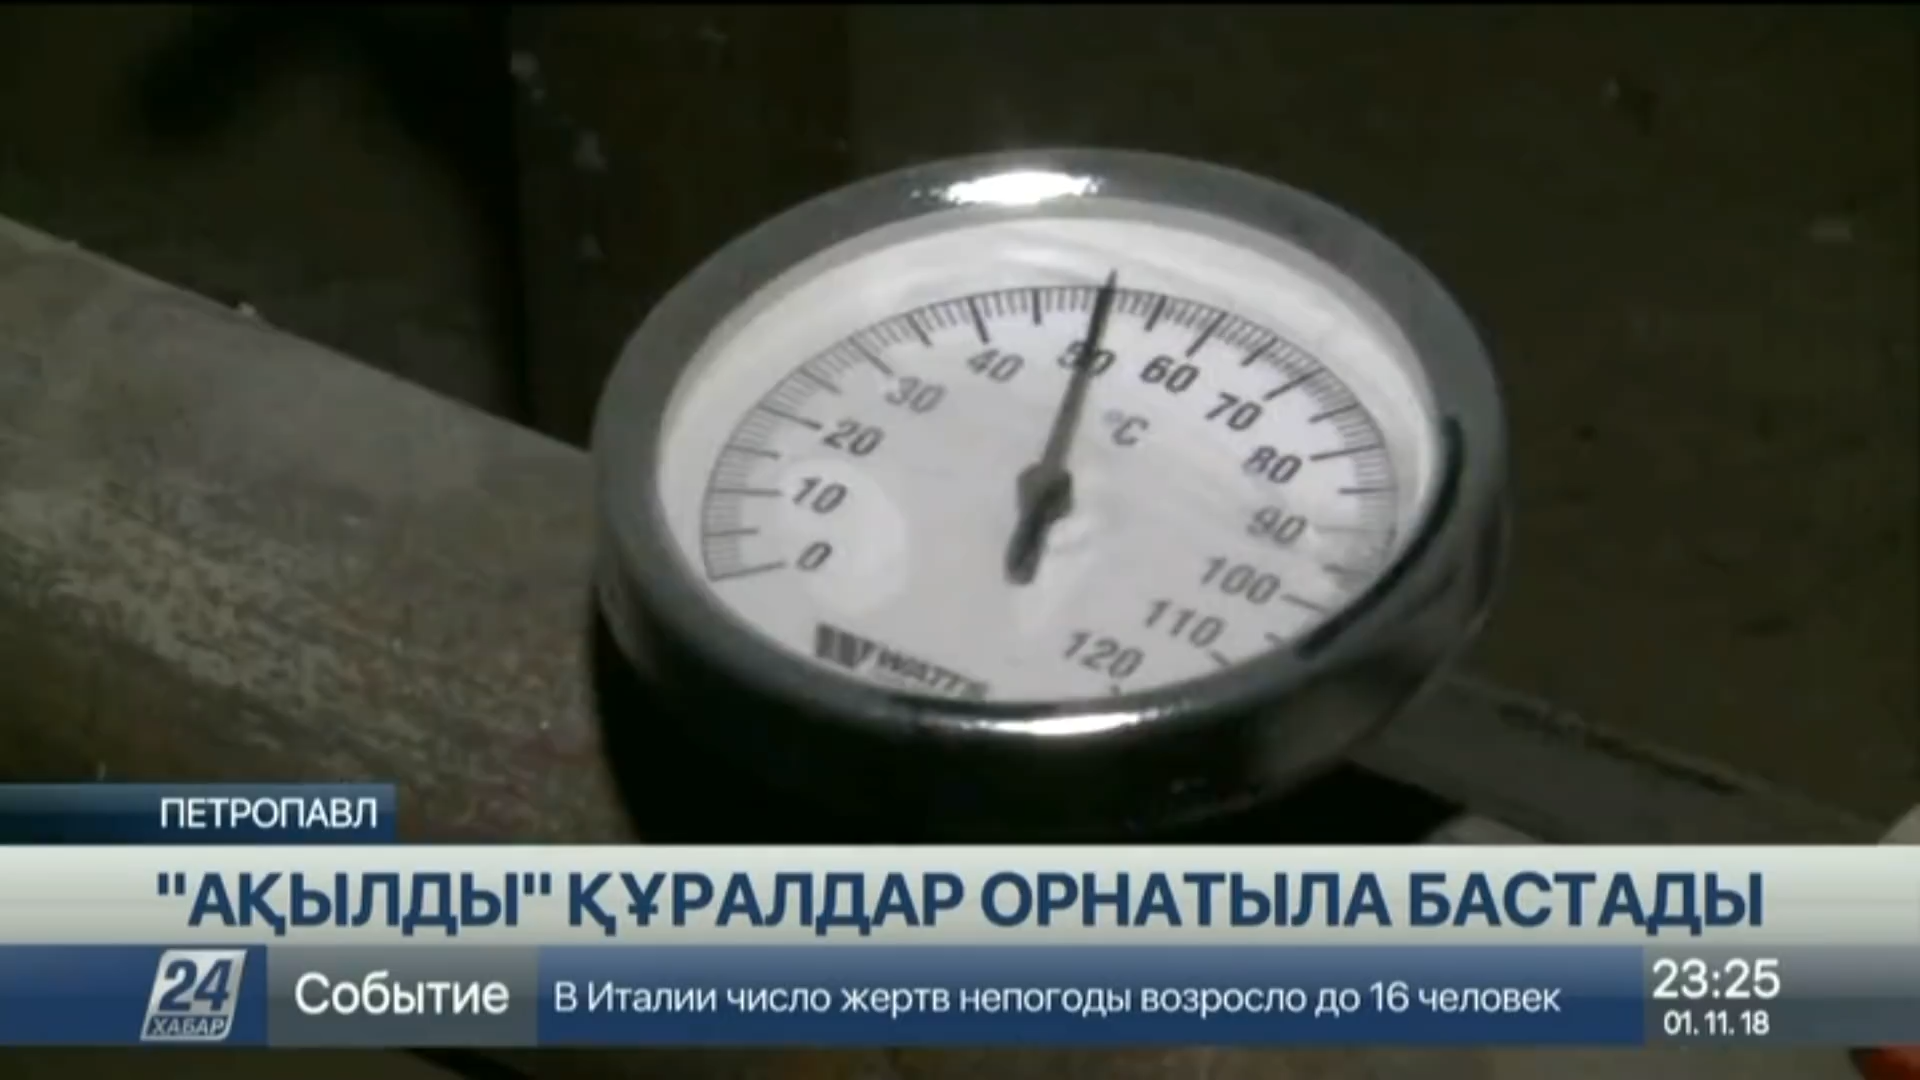 0
10
20
30
40
50
60
70
80
90
100
110
120
°C
WATTS
ПЕТРОПАВЛ
"АҚЫЛДЫ" ҚҰРАЛДАР ОРНАТЫЛА БАСТАДЫ
24
ХАБАР
Событие
В Италии число жертв непогоды возросло до 16 человек
23:25
01.11.18